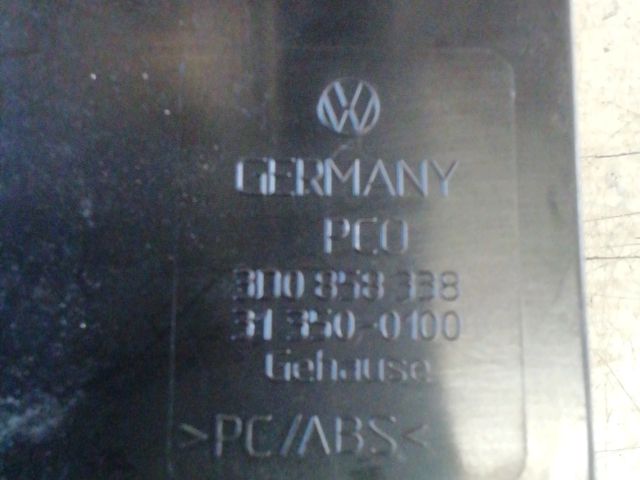 GERMANY
PCO
3D0 858 338
31 350-0100
Gehause
>PC/ABS<